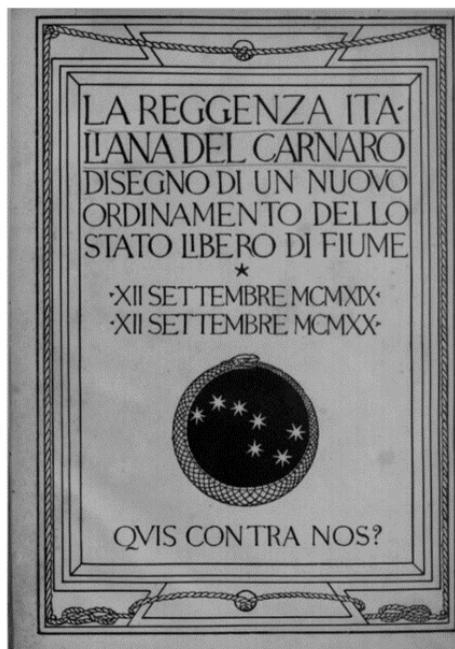 LA REGGENZA ITA-
LIANA DEL CARNARO
DISEGNO DI UN NUOVO
ORDINAMENTO DELLO
STATO LIBERO DI FIUME
★
·XII SETTEMBRE MCMXIX·
·XII SETTEMBRE MCMXX·
QVIS CONTRA NOS?